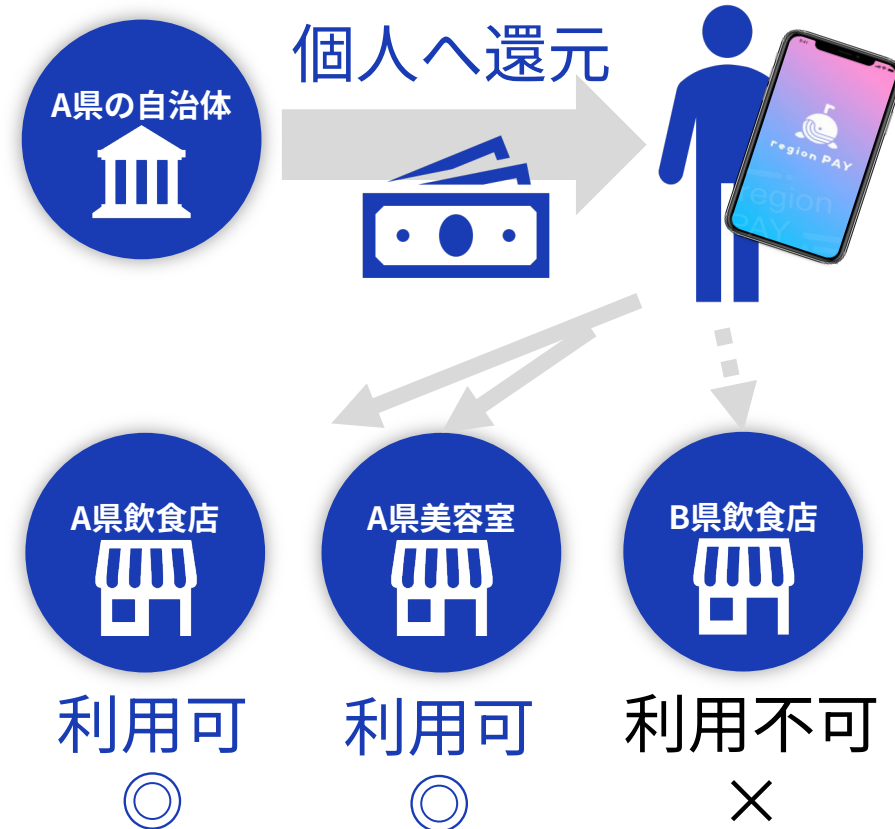 個人へ還元
A県の自治体
region PAY
region
PAY
A県飲食店
A県美容室
B県飲食店
利用可
利用可
利用不可
◎
◎
×